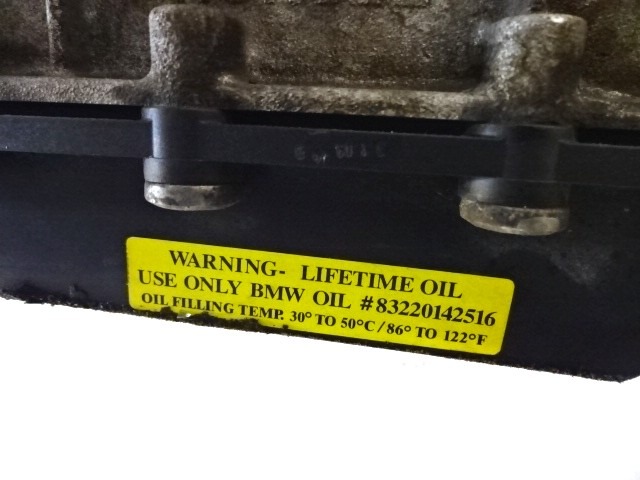 WARNING- LIFETIME OIL
USE ONLY BMW OIL #83220142516
OIL FILLING TEMP. 30° TO 50°C/86° TO 122°F